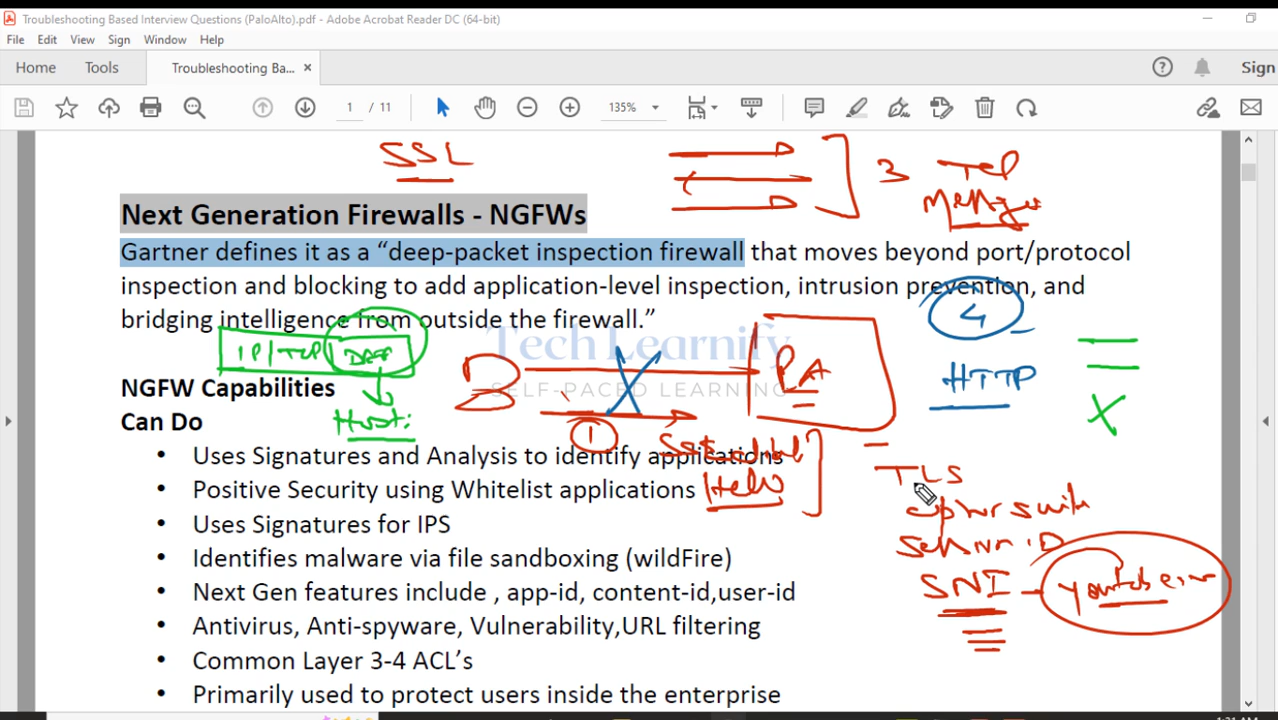 Troubleshooting Based Interview Questions (PaloAlto).pdf - Adobe Acrobat Reader DC (64-bit)
File Edit View Sign Window Help
Home Tools Troubleshooting Ba... × Sign
1 / 11 135%
SSL
3 TCP
Next Generation Firewalls - NGFWs
Gartner defines it as a “deep-packet inspection firewall that moves beyond port/protocol
inspection and blocking to add application-level inspection, intrusion prevention, and
bridging intelligence from outside the firewall.”
4
IP/TCP Data
Tech Learnify
SELF-PACED LEARNING
PA
HTTP
NGFW Capabilities
Host:
Can Do
1
• Uses Signatures and Analysis to identify applications
TLS
• Positive Security using Whitelist applications
Hello
cipher suite
• Uses Signatures for IPS
session ID
• Identifies malware via file sandboxing (wildFire)
SNI
• Next Gen features include , app-id, content-id,user-id
• Antivirus, Anti-spyware, Vulnerability,URL filtering
• Common Layer 3-4 ACL’s
• Primarily used to protect users inside the enterprise